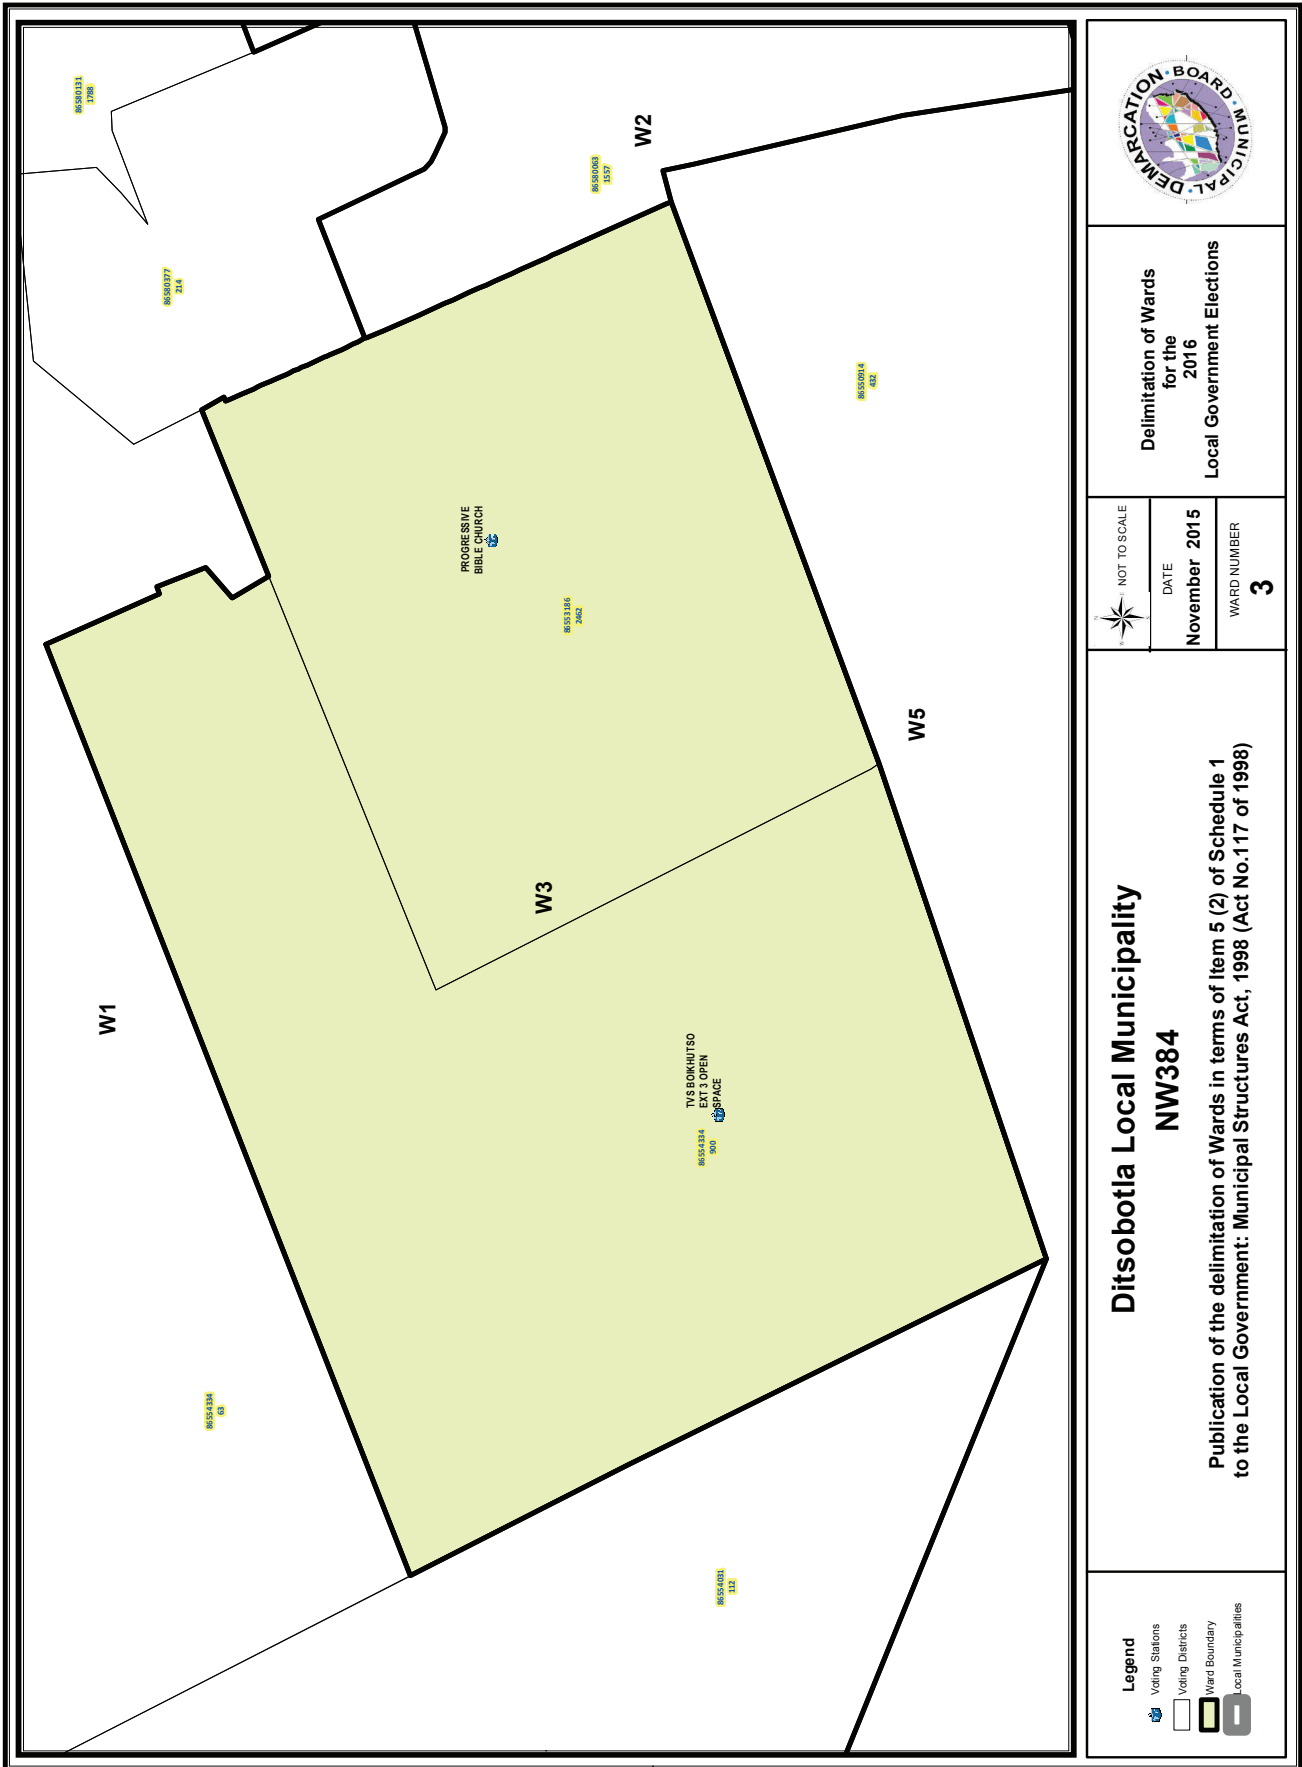 86580131
1788
86580377
214
86580063
1557
W2
86550914
432
PROGRESSIVE
BIBLE CHURCH
86553186
2462
W5
W3
W1
TVS BOIKHUTSO
EXT 3 OPEN
SPACE
86554334
900
86554334
63
86554031
112
Legend
Voting Stations
Voting Districts
Ward Boundary
Local Municipalities
Ditsobotla Local Municipality
NW384
Publication of the delimitation of Wards in terms of Item 5 (2) of Schedule 1
to the Local Government: Municipal Structures Act, 1998 (Act No.117 of 1998)
N
W
E
S
NOT TO SCALE
DATE
November 2015
WARD NUMBER
3
Delimitation of Wards
for the
2016
Local Government Elections
DEMARCATION • BOARD • MUNICIPAL •